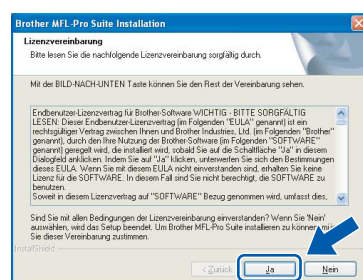 Brother MFL-Pro Suite Installation
Lizenzvereinbarung
Bitte lesen Sie die nachfolgende Lizenzvereinbarung sorgfältig durch.
Mit der BILD-NACH-UNTEN Taste können Sie den Rest der Vereinbarung sehen.
Endbenutzer-Lizenzvertrag für Brother-Software WICHTIG - BITTE SORGFÄLTIG
LESEN: Dieser Endbenutzer-Lizenzvertrag (im Folgenden "EULA" genannt) ist ein
rechtsgültiger Vertrag zwischen Ihnen und Brother Industries, Ltd. (im Folgenden "Brother"
genannt), durch den Ihre Nutzung der Brother-Software (im Folgenden "SOFTWARE"
genannt) geregelt wird, die installiert wird, sobald Sie auf die Schaltfläche "Ja" in diesem
Dialogfeld anklicken. Indem Sie auf "Ja" klicken, unterwerfen Sie sich den Bestimmungen
dieses EULA. Wenn Sie mit diesem EULA nicht einverstanden sind, erhalten Sie keine
Lizenz für die SOFTWARE. In diesem Fall sind Sie nicht berechtigt, die SOFTWARE zu
benutzen.
Soweit in diesem Lizenzvertrag auf "SOFTWARE" Bezug genommen wird, umfasst dies,
Sind Sie mit allen Bedingungen der Lizenzvereinbarung einverstanden? Wenn Sie 'Nein'
auswählen, wird das Setup beendet. Um Brother MFL-Pro Suite installieren zu können,
Sie dieser Vereinbarung zustimmen.
InstallShield
< Zurück Ja Nein